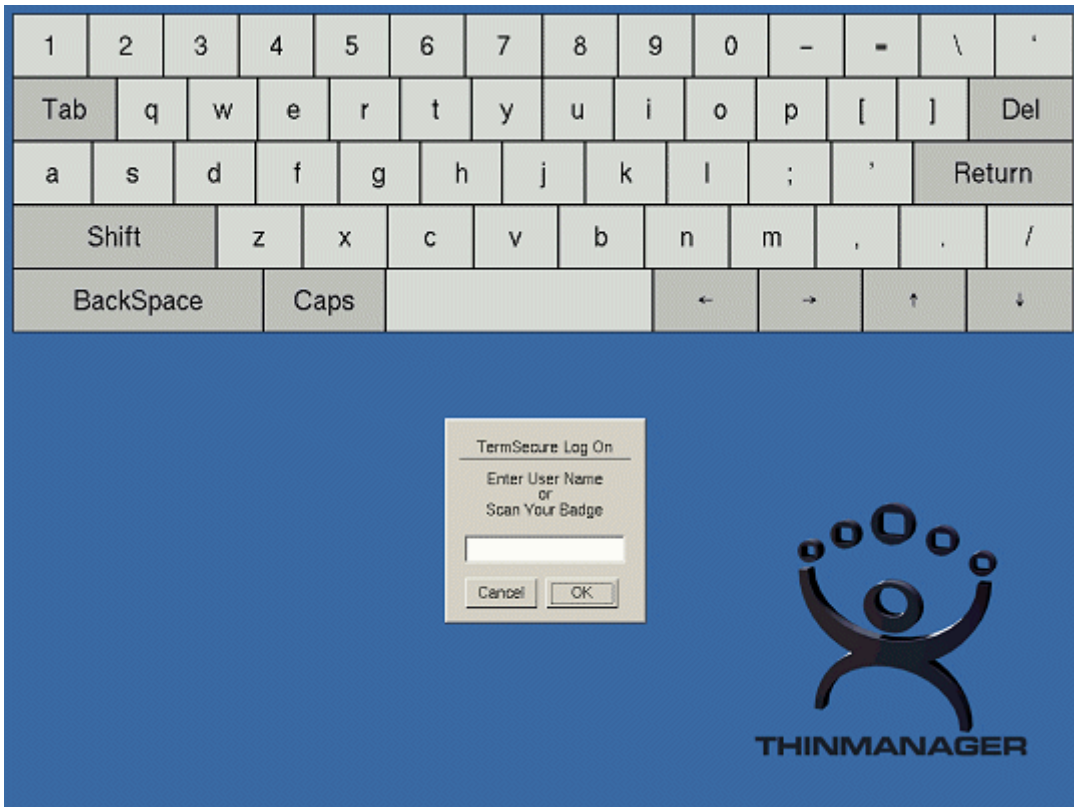 1 2 3 4 5 6 7 8 9 0 - = \ ‘
Tab q w e r t y u i o p [ ] Del
a s d f g h j k l ; ’ Return
Shift z x c v b n m , . /
BackSpace Caps ← → ↑ ↓
TermSecure Log On
Enter User Name
or
Scan Your Badge
Cancel OK
THINMANAGER